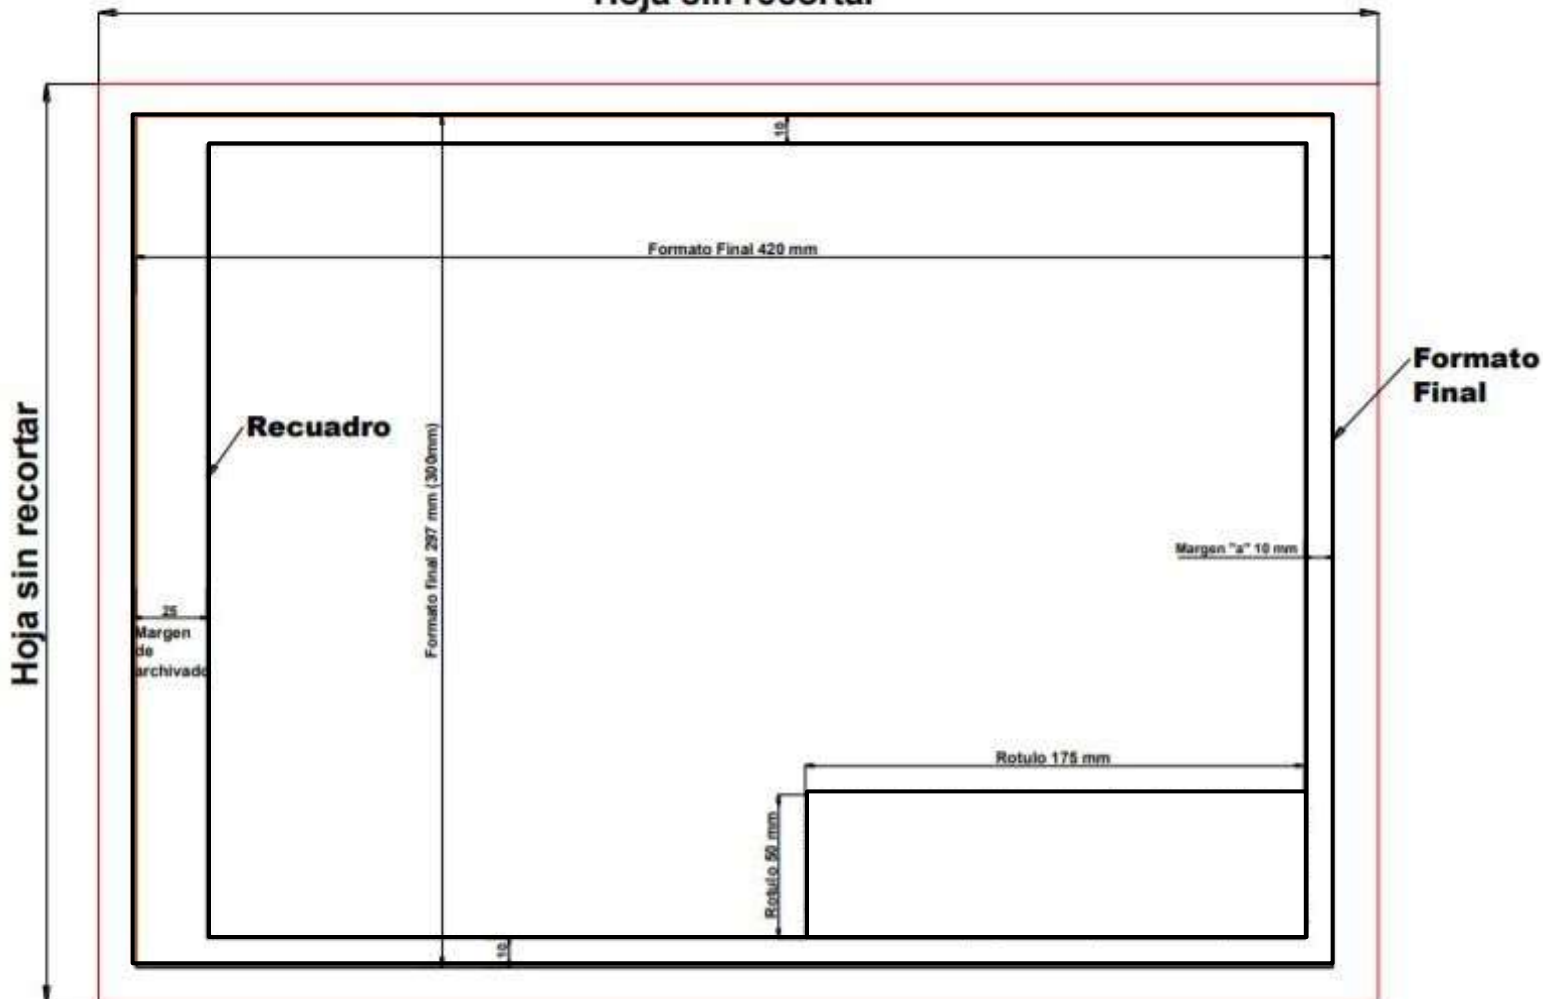 Hoja sin recortar
10
Formato Final 420 mm
Formato
Final
Recuadro
Hoja sin recortar
Formato final 297 mm (300mm)
Margen "a" 10 mm
25
Margen
de
archivado
Rotulo 175 mm
Rotulo 50 mm
10